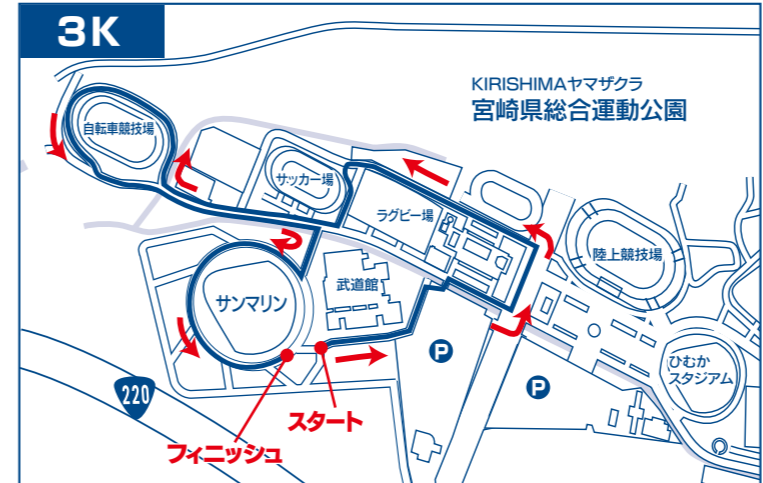 3K
KIRISHIMAヤマザクラ
宮崎県総合運動公園
自転車競技場
サッカー場
ラグビー場
陸上競技場
武道館
サンマリン
P
ひむか
スタジアム
P
220
スタート
フィニッシュ